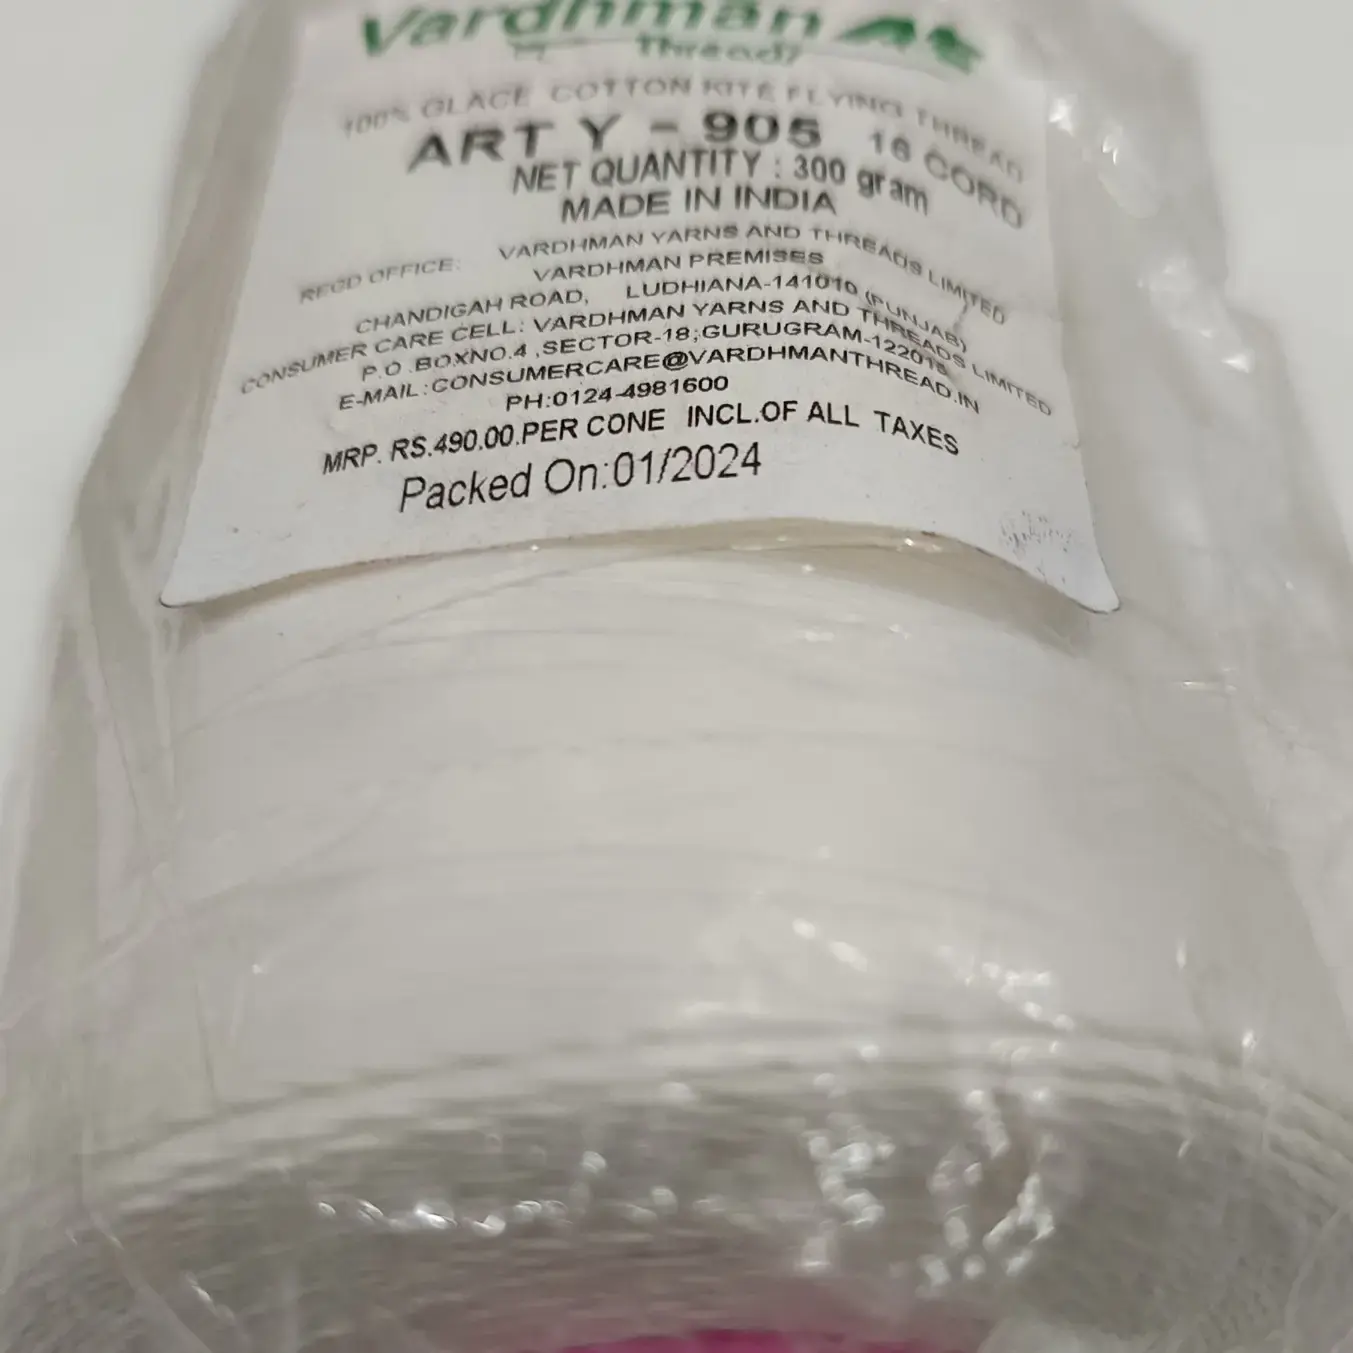 Vardhman A&E
Threads
100% GLACE COTTON KITE FLYING THREAD
ART Y - 905 16 CORD
NET QUANTITY : 300 gram
MADE IN INDIA
REGD OFFICE: VARDHMAN YARNS AND THREADS LIMITED
VARDHMAN PREMISES
CHANDIGAH ROAD, LUDHIANA-141010 (PUNJAB)
CONSUMER CARE CELL: VARDHMAN YARNS AND THREADS LIMITED
P.O .BOXNO.4 ,SECTOR-18;GURUGRAM-122015
E-MAIL:CONSUMERCARE@VARDHMANTHREAD.IN
PH:0124-4981600
MRP. RS.490.00.PER CONE INCL.OF ALL TAXES
Packed On:01/2024